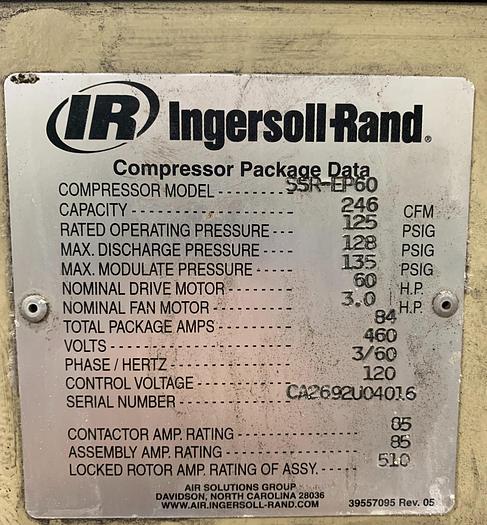 IR Ingersoll-Rand®
Compressor Package Data
COMPRESSOR MODEL ------------ SSR-EP60
CAPACITY ---------------------- 246 CFM
RATED OPERATING PRESSURE ----- 125 PSIG
MAX. DISCHARGE PRESSURE ----- 128 PSIG
MAX. MODULATE PRESSURE ----- 135 PSIG
NOMINAL DRIVE MOTOR ---------- 60 H.P.
NOMINAL FAN MOTOR ------------ 3.0 H.P.
TOTAL PACKAGE AMPS ------------ 84
VOLTS -------------------------- 460
PHASE / HERTZ ------------------ 3/60
CONTROL VOLTAGE -------------- 120
SERIAL NUMBER ----------- CA2692U04016
CONTACTOR AMP. RATING ----------------- 85
ASSEMBLY AMP. RATING ------------------ 85
LOCKED ROTOR AMP. RATING OF ASSY. ----- 510
AIR SOLUTIONS GROUP
DAVIDSON, NORTH CAROLINA 28036
WWW.AIR.INGERSOLL-RAND.COM 39557095 Rev. 05